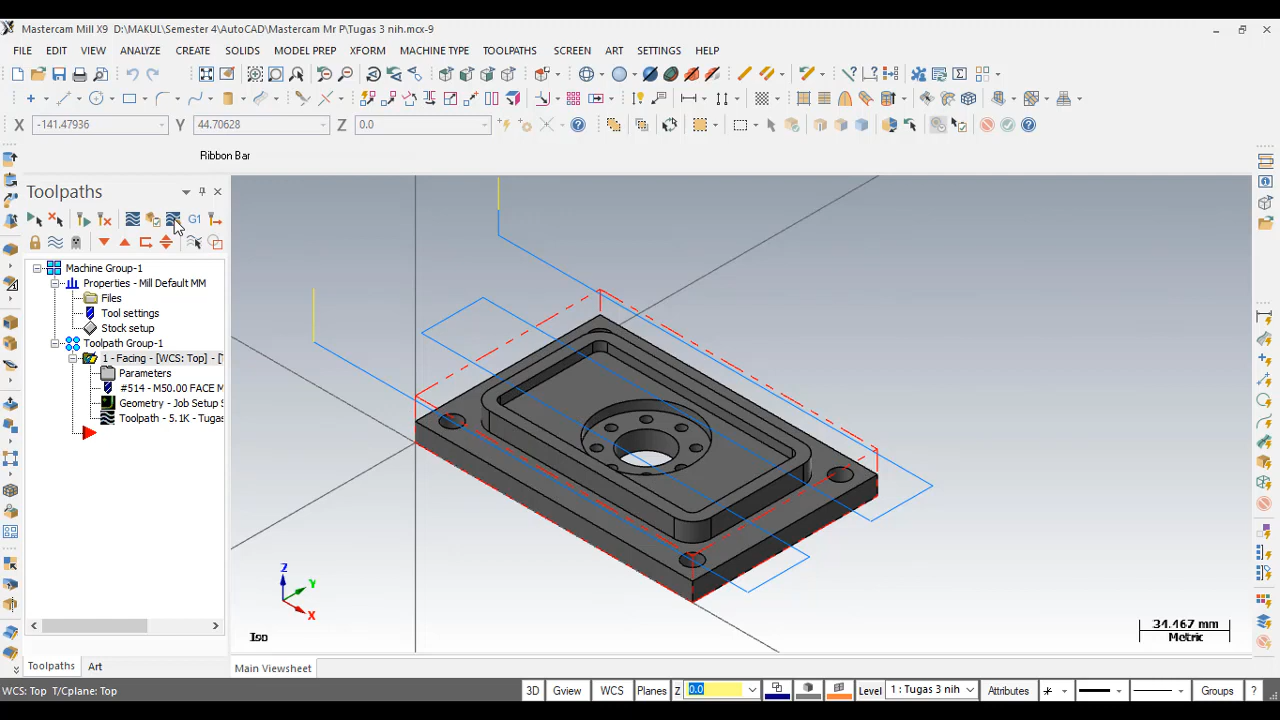 Mastercam Mill X9  D:\MAKUL\Semester 4\AutoCAD\Mastercam Mr P\Tugas 3 nih.mcx-9
FILE EDIT VIEW ANALYZE CREATE SOLIDS MODEL PREP XFORM MACHINE TYPE TOOLPATHS SCREEN ART SETTINGS HELP
X -141.47936 Y 44.70628 Z 0.0
Ribbon Bar
Toolpaths
G1
Machine Group-1
Properties - Mill Default MM
Files
Tool settings
Stock setup
Toolpath Group-1
1 - Facing - [WCS: Top] - [
Parameters
#514 - M50.00 FACE M
Geometry - Job Setup S
Toolpath - 5.1K - Tugas
Z
Y
X
Iso
34.467 mm
Metric
Toolpaths Art
Main Viewsheet
WCS: Top  T/Cplane: Top
3D Gview WCS Planes Z 0.0 Level 1 : Tugas 3 nih Attributes Groups ?